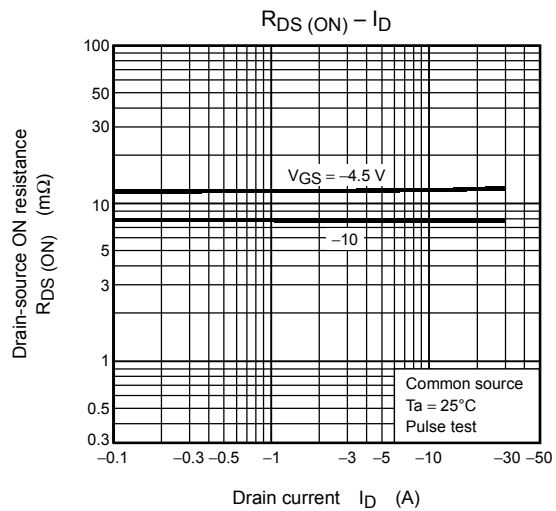 RDS (ON) – ID
Drain-source ON resistance
RDS (ON) (mΩ)
100
50
30
10
5
3
1
0.5
0.3
VGS = –4.5 V
–10
Common source
Ta = 25°C
Pulse test
–0.1
–0.3
–0.5
–1
–3
–5
–10
–30
–50
Drain current ID (A)